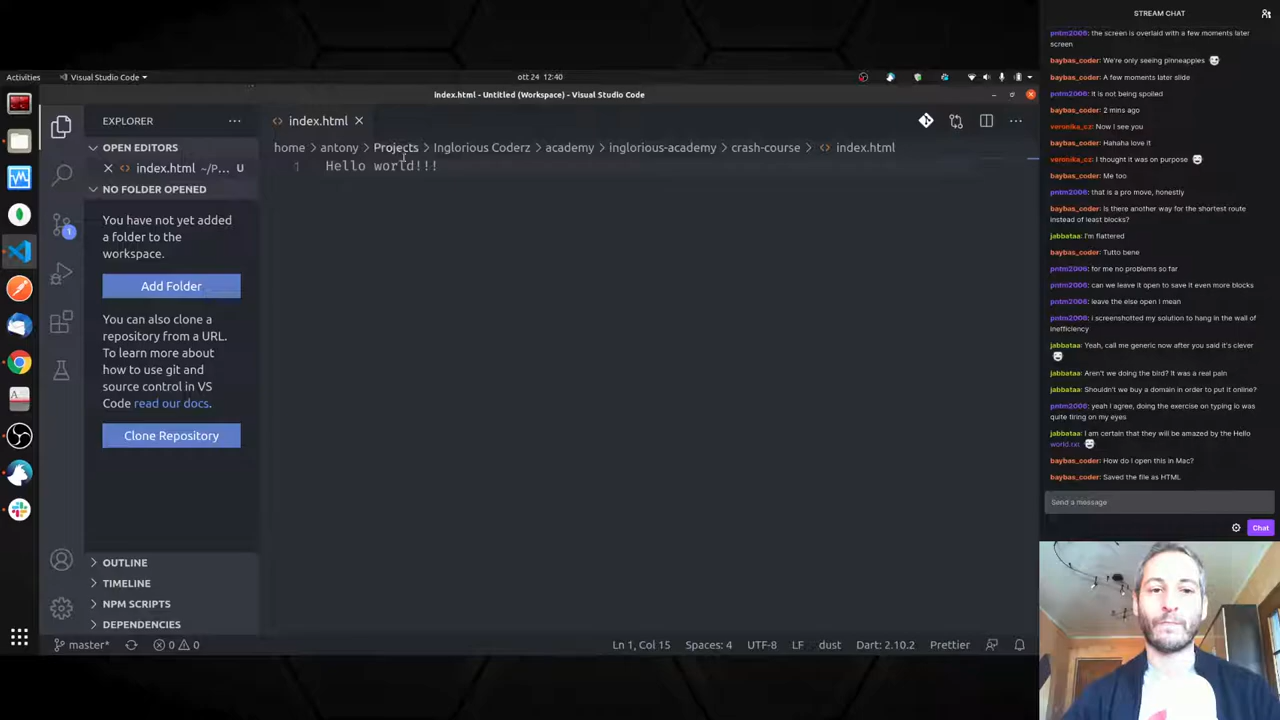 STREAM CHAT
pntm2006: the screen is overlaid with a few moments later
screen
baybas_coder: We're only seeing pinneapples
baybas_coder: A few moments later slide
pntm2006: It is not being spoiled
baybas_coder: 2 mins ago
veronika_cz: Now I see you
baybas_coder: Hahaha love it
veronika_cz: I thought it was on purpose
baybas_coder: Me too
pntm2006: that is a pro move, honestly
baybas_coder: Is there another way for the shortest route
instead of least blocks?
jabbataa: I'm flattered
baybas_coder: Tutto bene
pntm2006: for me no problems so far
pntm2006: can we leave it open to save it even more blocks
pntm2006: leave the else open I mean
pntm2006: i screenshotted my solution to hang in the wall of
inefficiency
jabbataa: Yeah, call me generic now after you said it's clever
jabbataa: Aren't we doing the bird? It was a real pain
jabbataa: Shouldn't we buy a domain in order to put it online?
pntm2006: yeah I agree, doing the exercise on typing io was
quite tiring on my eyes
jabbataa: I am certain that they will be amazed by the Hello
world.txt
baybas_coder: How do I open this in Mac?
baybas_coder: Saved the file as HTML
Send a message
Chat
Activities
Visual Studio Code
ott 24 12:40
index.html - Untitled (Workspace) - Visual Studio Code
EXPLORER
index.html
home > antony > Projects > Inglorious Coderz > academy > inglorious-academy > crash-course > index.html
1 Hello world!!!
OPEN EDITORS
index.html ~/P... U
NO FOLDER OPENED
You have not yet added
a folder to the
workspace.
Add Folder
You can also clone a
repository from a URL.
To learn more about
how to use git and
source control in VS
Code read our docs.
Clone Repository
1
OUTLINE
TIMELINE
NPM SCRIPTS
DEPENDENCIES
master*
0 0
Ln 1, Col 15
Spaces: 4
UTF-8
LF
dust
Dart: 2.10.2
Prettier